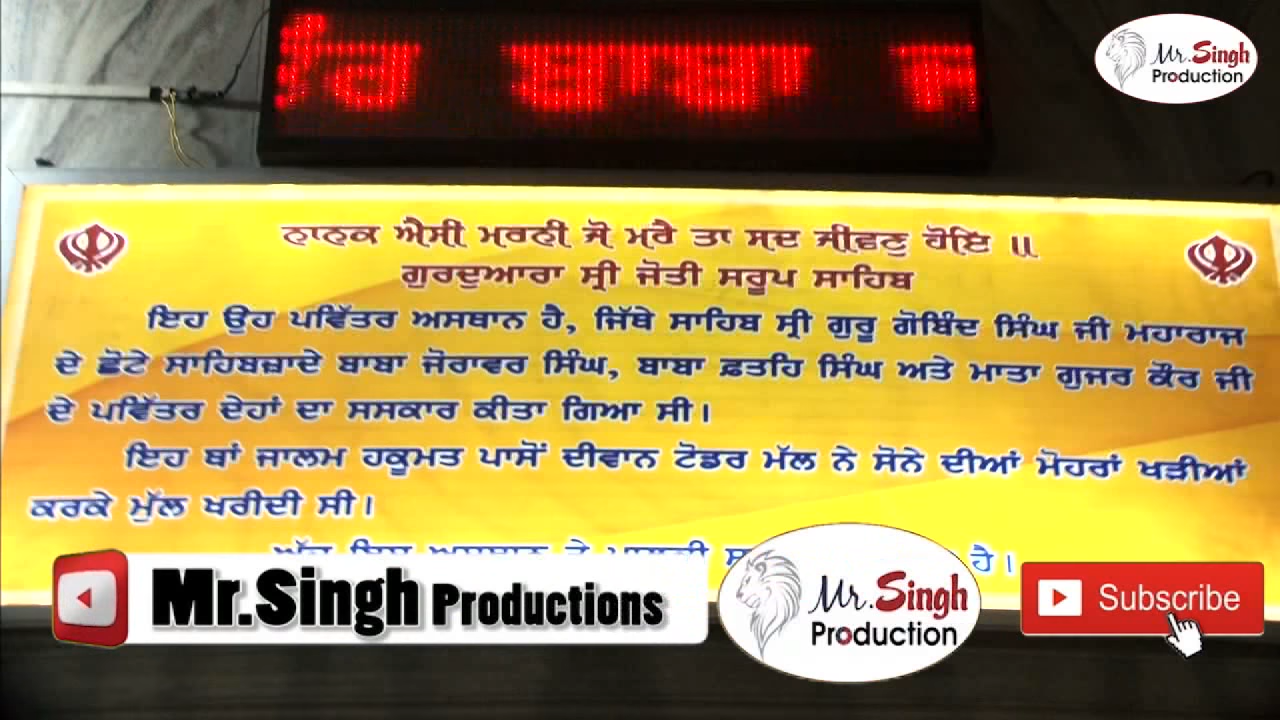 ਬਾਬਾ
Mr.Singh
Production
ਨਾਨਕ ਐਸੀ ਮਰਨੀ ਜੋ ਮਰੈ ਤਾ ਸਦ ਜੀਵਣੁ ਹੋਇ ॥
ਗੁਰਦੁਆਰਾ ਸ੍ਰੀ ਜੋਤੀ ਸਰੂਪ ਸਾਹਿਬ
ਇਹ ਉਹ ਪਵਿੱਤਰ ਅਸਥਾਨ ਹੈ, ਜਿੱਥੇ ਸਾਹਿਬ ਸ੍ਰੀ ਗੁਰੂ ਗੋਬਿੰਦ ਸਿੰਘ ਜੀ ਮਹਾਰਾਜ
ਦੇ ਛੋਟੇ ਸਾਹਿਬਜ਼ਾਦੇ ਬਾਬਾ ਜੋਰਾਵਰ ਸਿੰਘ, ਬਾਬਾ ਫ਼ਤਹਿ ਸਿੰਘ ਅਤੇ ਮਾਤਾ ਗੁਜਰ ਕੌਰ ਜੀ
ਦੇ ਪਵਿੱਤਰ ਦੇਹਾਂ ਦਾ ਸਸਕਾਰ ਕੀਤਾ ਗਿਆ ਸੀ।
ਇਹ ਥਾਂ ਜਾਲਮ ਹਕੂਮਤ ਪਾਸੋਂ ਦੀਵਾਨ ਟੋਡਰ ਮੱਲ ਨੇ ਸੋਨੇ ਦੀਆਂ ਮੋਹਰਾਂ ਖੜੀਆਂ
ਕਰਕੇ ਮੁੱਲ ਖਰੀਦੀ ਸੀ।
ਹੈ।
Mr.Singh Productions
Mr.Singh
Production
Subscribe